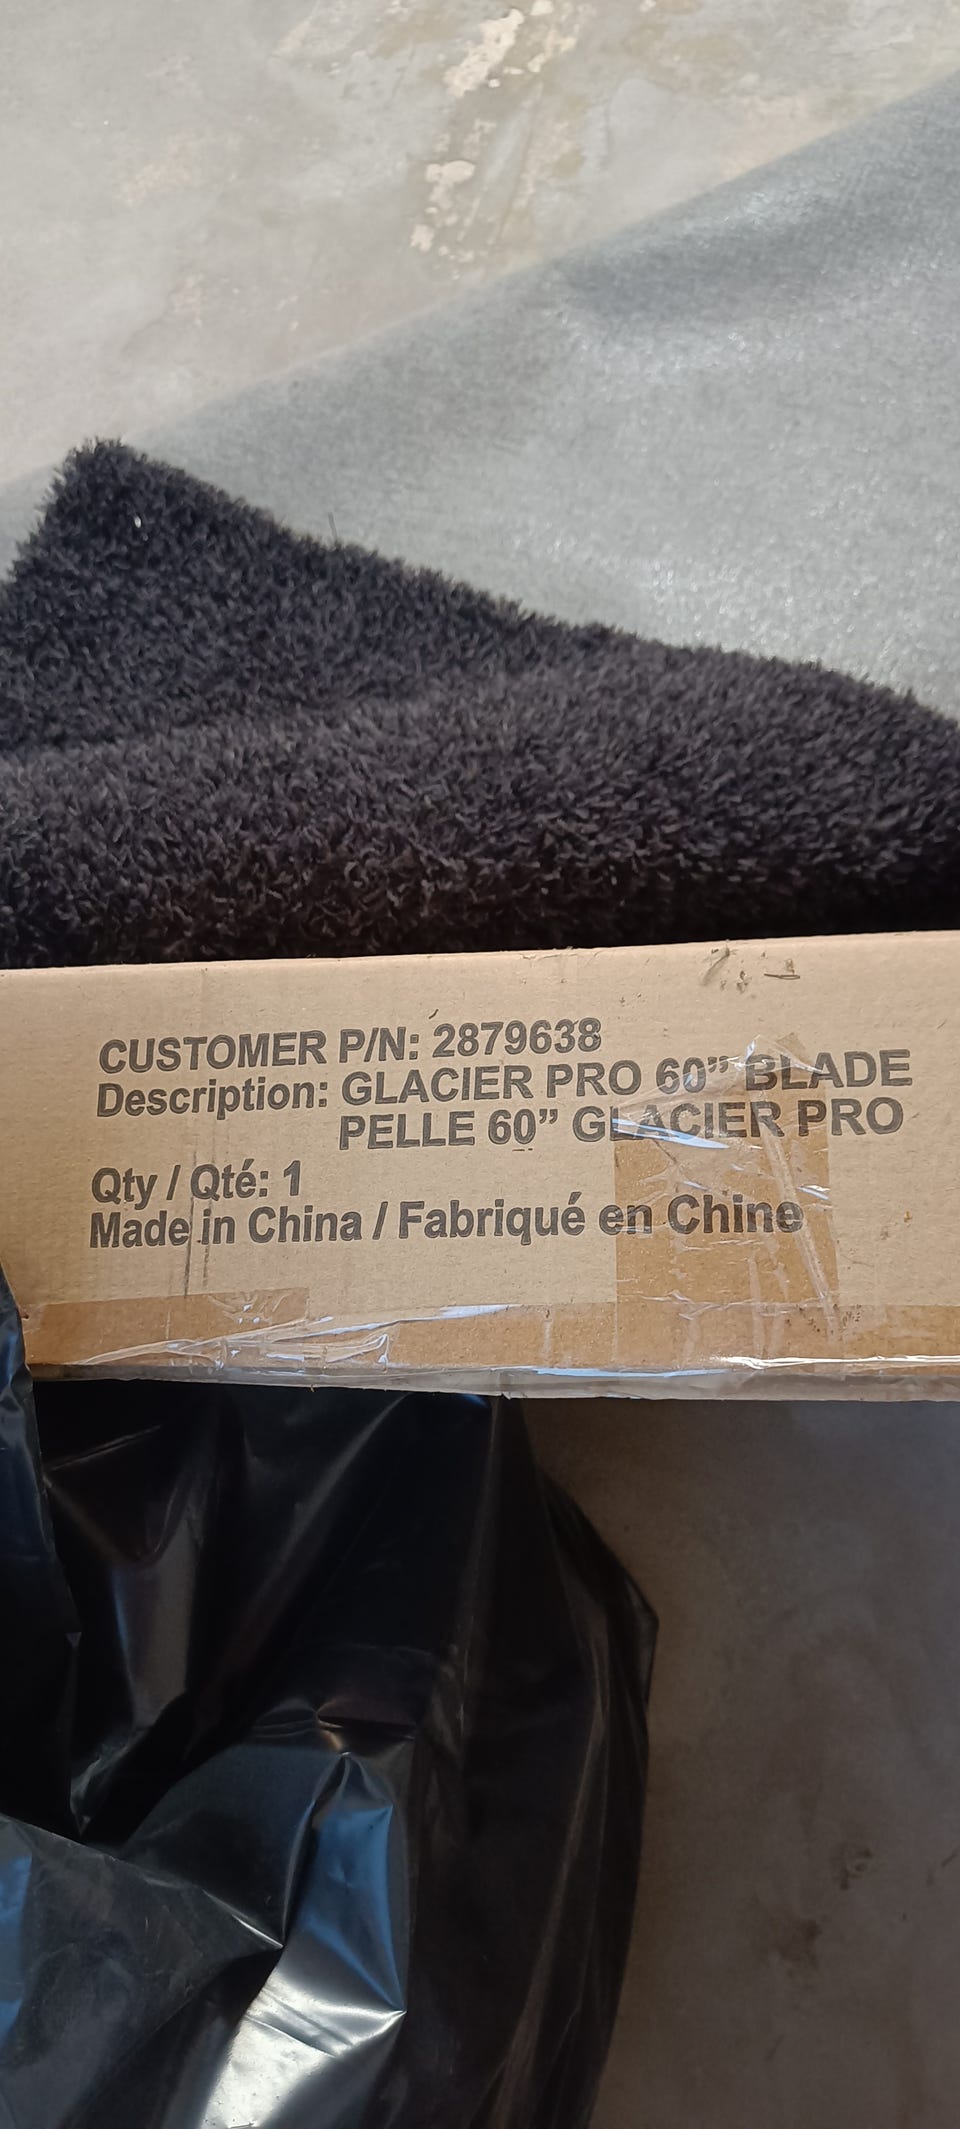 CUSTOMER P/N: 2879638
Description: GLACIER PRO 60” BLADE
PELLE 60” GLACIER PRO
Qty / Qté: 1
Made in China / Fabriqué en Chine